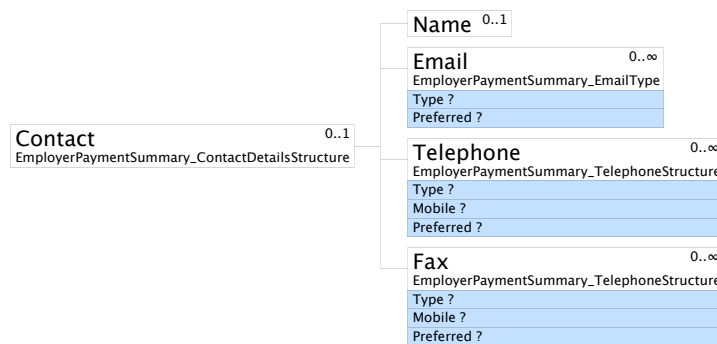 Name 0..1
Email 0..∞
EmployerPaymentSummary_EmailType
Type ?
Preferred ?
Contact 0..1
EmployerPaymentSummary_ContactDetailsStructure
Telephone 0..∞
EmployerPaymentSummary_TelephoneStructure
Type ?
Mobile ?
Preferred ?
Fax 0..∞
EmployerPaymentSummary_TelephoneStructure
Type ?
Mobile ?
Preferred ?